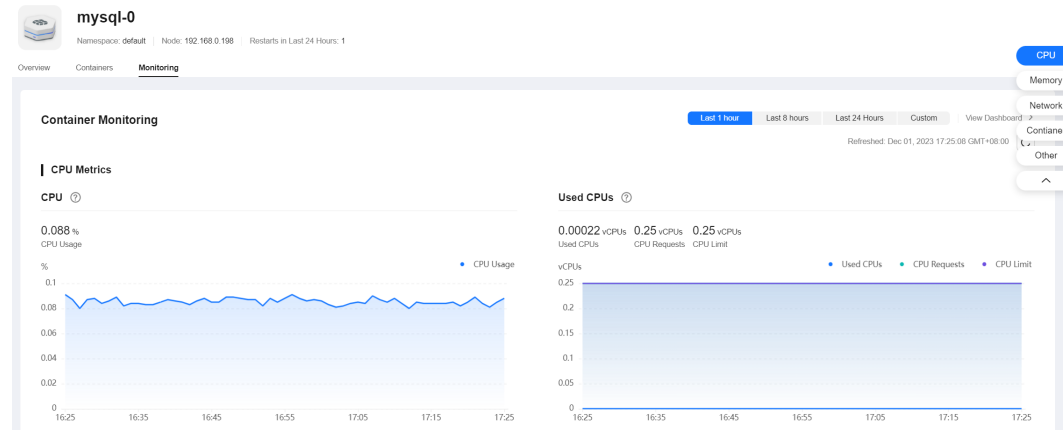 mysql-0
Namespace: default Node: 192.168.0.198 Restarts in Last 24 Hours: 1
Overview Containers Monitoring
CPU
Memory
Network
Contiane
Other
Container Monitoring
Last 1 hour Last 8 hours Last 24 Hours Custom View Dashboard
Refreshed: Dec 01, 2023 17:25:08 GMT+08:00
CPU Metrics
CPU
0.088 %
CPU Usage
%
CPU Usage
0.1
0.08
0.06
0.04
0.02
0
16:25 16:35 16:45 16:55 17:05 17:15 17:25
Used CPUs
0.00022 vCPUs 0.25 vCPUs 0.25 vCPUs
Used CPUs CPU Requests CPU Limit
vCPUs
Used CPUs CPU Requests CPU Limit
0.25
0.2
0.15
0.1
0.05
0
16:25 16:35 16:45 16:55 17:05 17:15 17:25